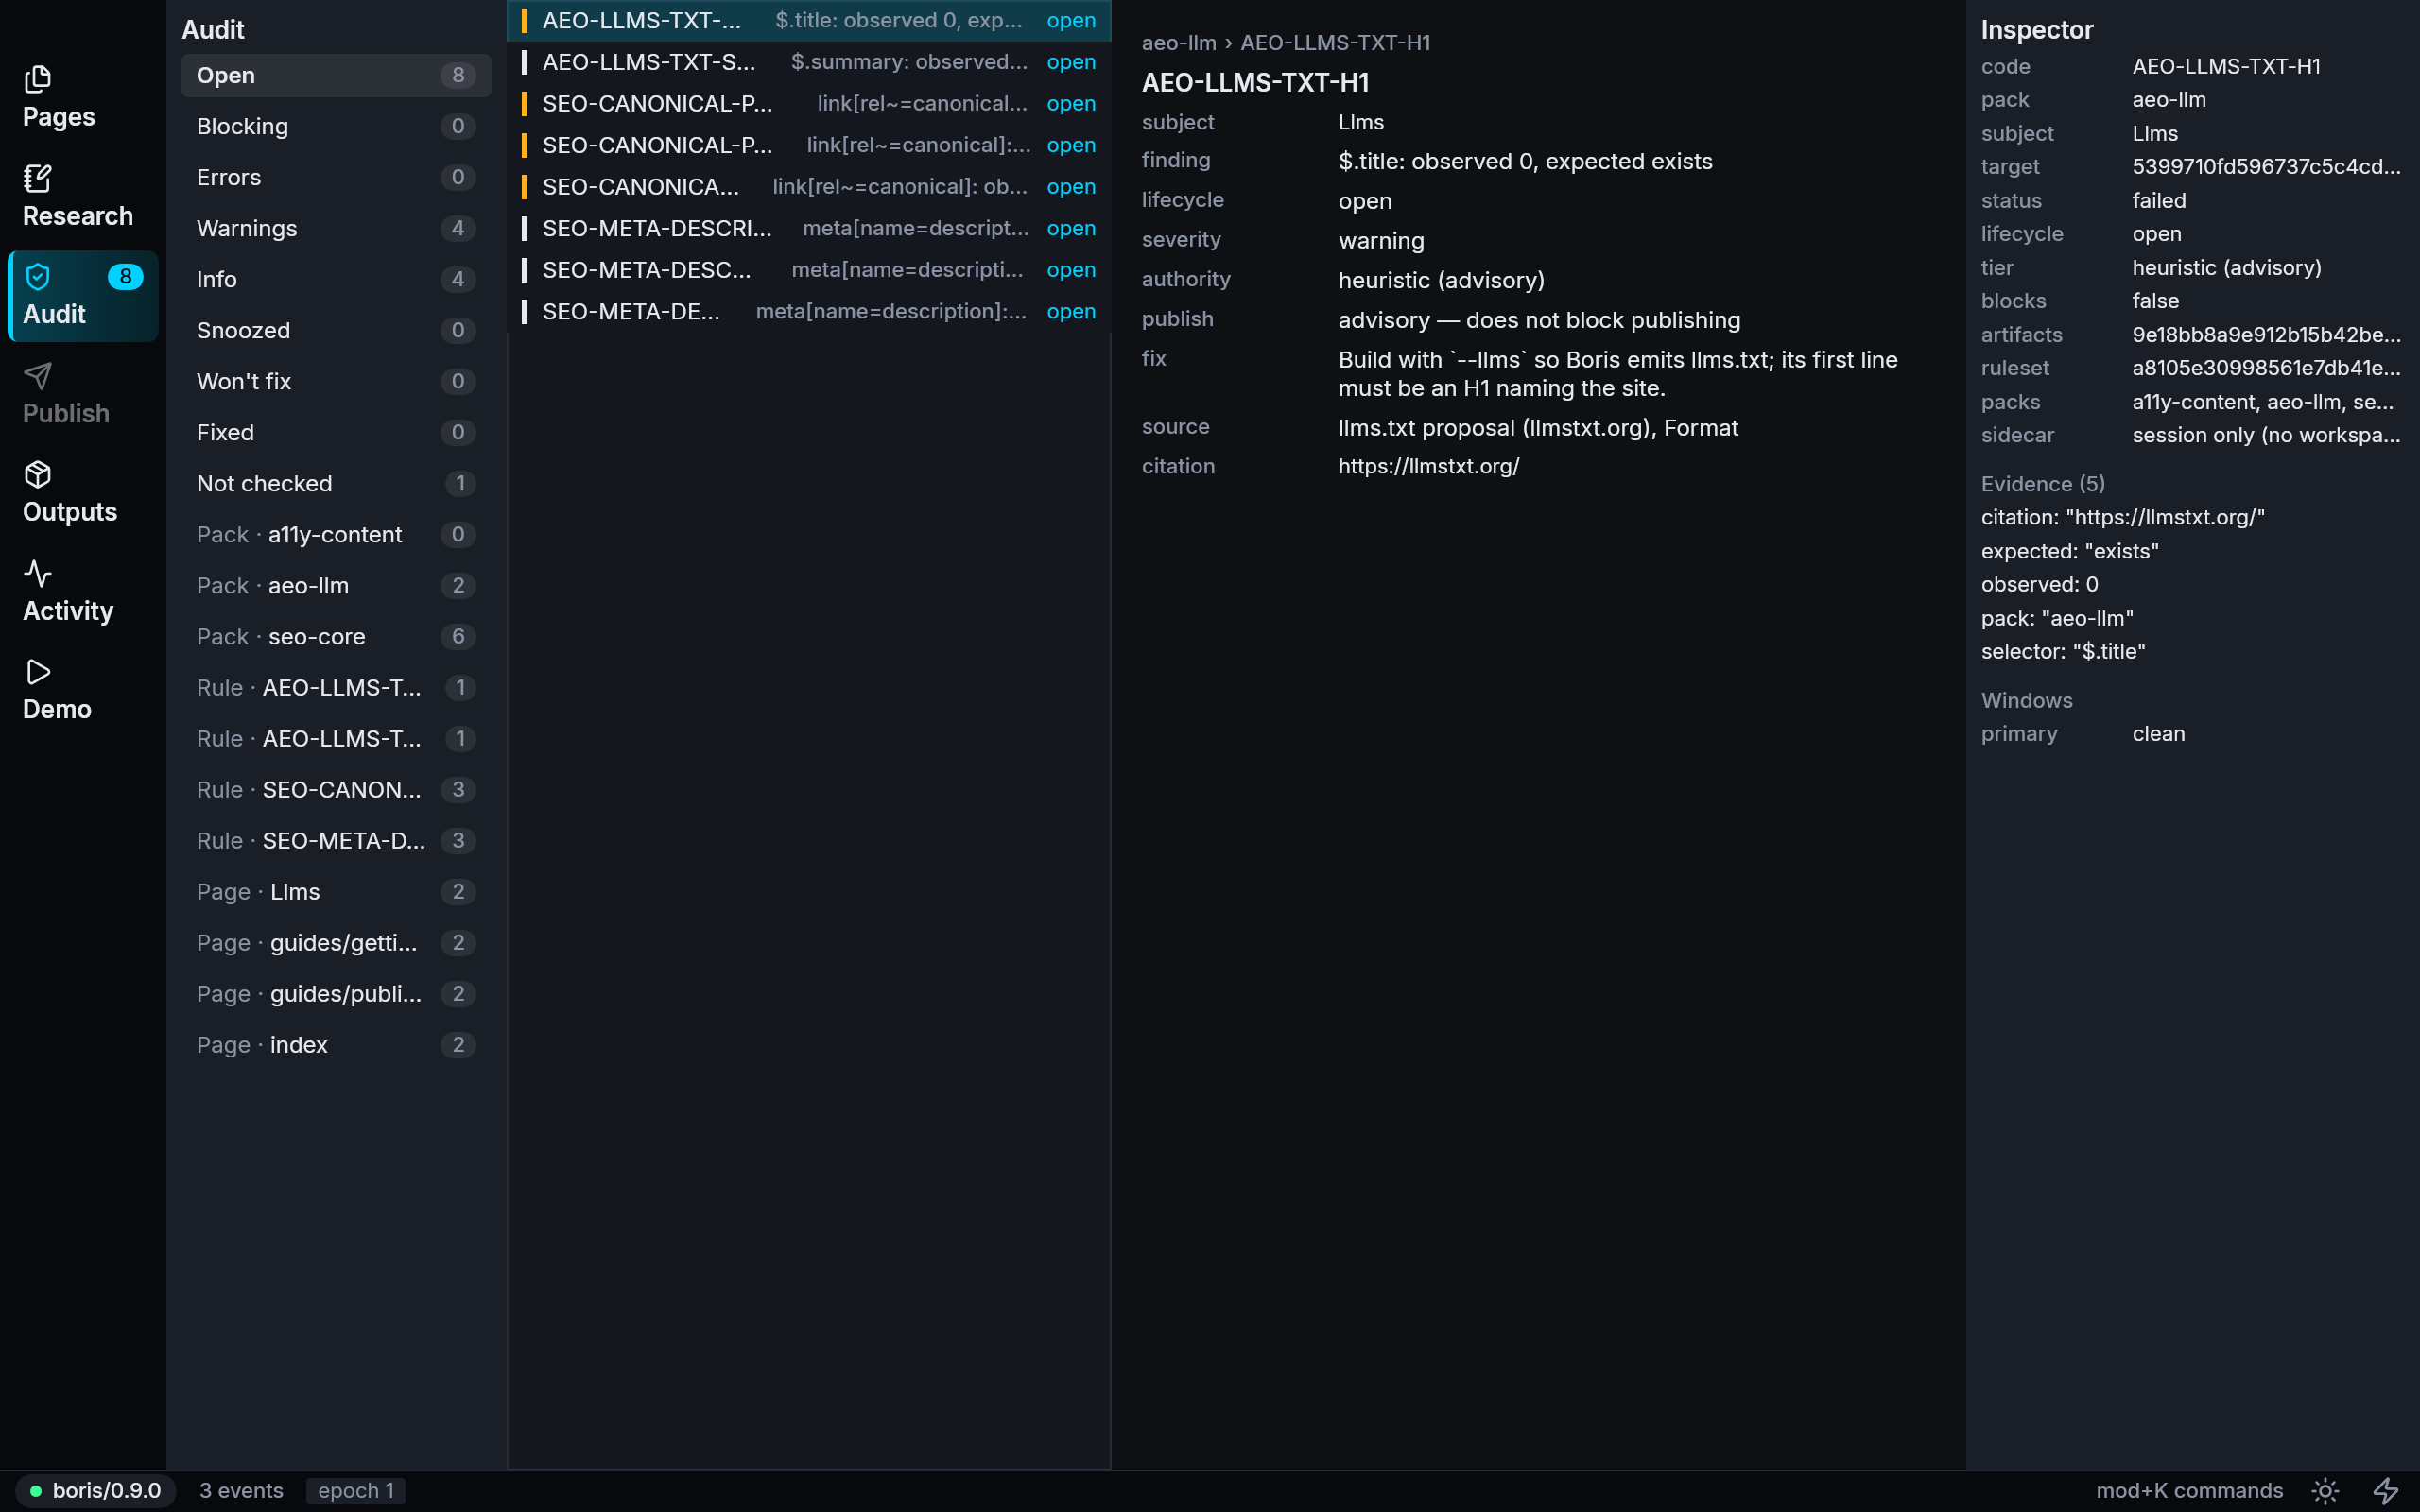 Pages
Research
8
Audit
Publish
Outputs
Activity
Demo
Audit
Open 8
Blocking 0
Errors 0
Warnings 4
Info 4
Snoozed 0
Won't fix 0
Fixed 0
Not checked 1
Pack · a11y-content 0
Pack · aeo-llm 2
Pack · seo-core 6
Rule · AEO-LLMS-T... 1
Rule · AEO-LLMS-T... 1
Rule · SEO-CANON... 3
Rule · SEO-META-D... 3
Page · Llms 2
Page · guides/getti... 2
Page · guides/publi... 2
Page · index 2
AEO-LLMS-TXT-... $.title: observed 0, exp... open
AEO-LLMS-TXT-S... $.summary: observed... open
SEO-CANONICAL-P... link[rel~=canonical... open
SEO-CANONICAL-P... link[rel~=canonical]:... open
SEO-CANONICA... link[rel~=canonical]: ob... open
SEO-META-DESCRI... meta[name=descript... open
SEO-META-DESC... meta[name=descripti... open
SEO-META-DE... meta[name=description]:... open
aeo-llm › AEO-LLMS-TXT-H1
AEO-LLMS-TXT-H1
subject Llms
finding $.title: observed 0, expected exists
lifecycle open
severity warning
authority heuristic (advisory)
publish advisory — does not block publishing
fix Build with `--llms` so Boris emits llms.txt; its first line
must be an H1 naming the site.
source llms.txt proposal (llmstxt.org), Format
citation https://llmstxt.org/
Inspector
code AEO-LLMS-TXT-H1
pack aeo-llm
subject Llms
target 5399710fd596737c5c4cd...
status failed
lifecycle open
tier heuristic (advisory)
blocks false
artifacts 9e18bb8a9e912b15b42be...
ruleset a8105e30998561e7db41e...
packs a11y-content, aeo-llm, se...
sidecar session only (no workspa...
Evidence (5)
citation: "https://llmstxt.org/"
expected: "exists"
observed: 0
pack: "aeo-llm"
selector: "$.title"
Windows
primary clean
boris/0.9.0 3 events epoch 1
mod+K commands